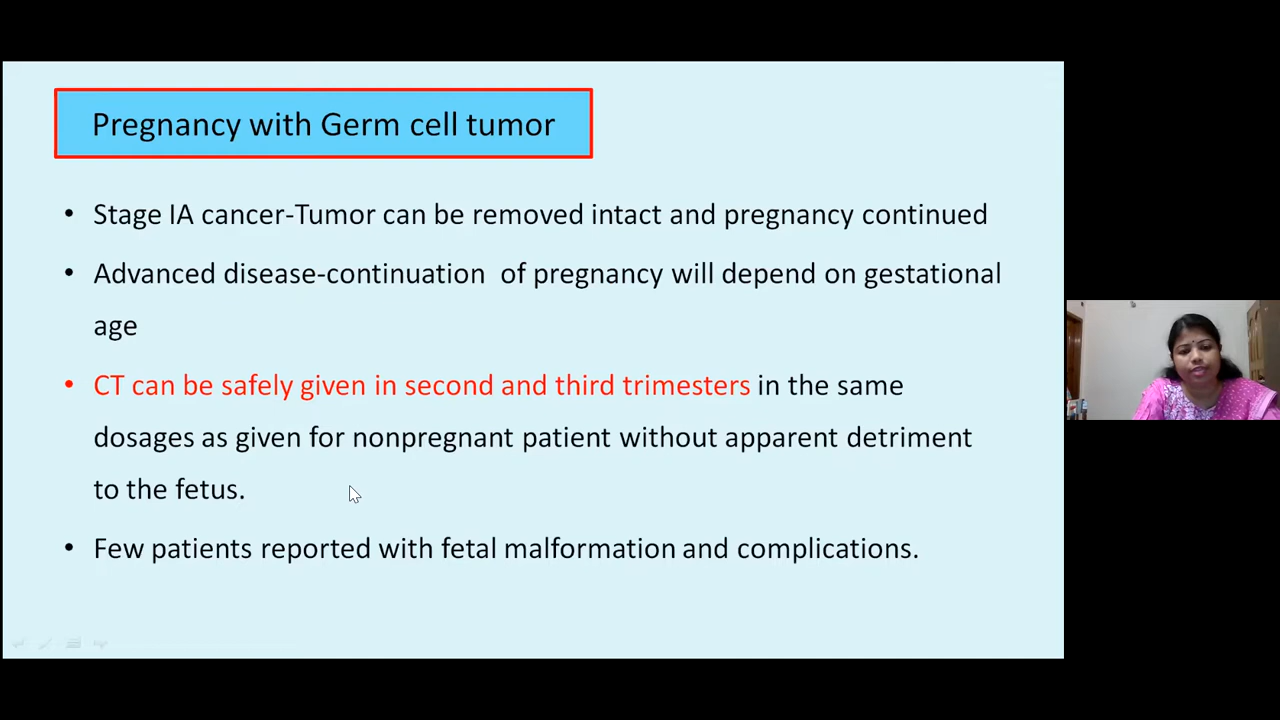 Pregnancy with Germ cell tumor
• Stage IA cancer-Tumor can be removed intact and pregnancy continued
• Advanced disease-continuation of pregnancy will depend on gestational
age
• CT can be safely given in second and third trimesters in the same
dosages as given for nonpregnant patient without apparent detriment
to the fetus.
• Few patients reported with fetal malformation and complications.